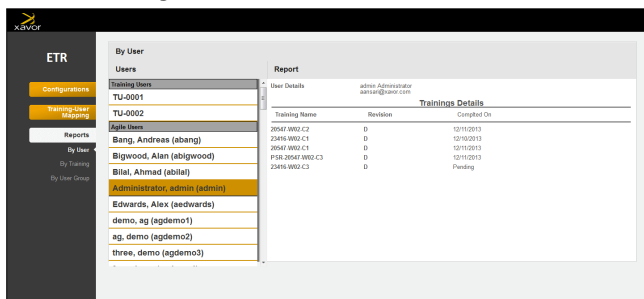 xavor
ETR
Configurations
Training-User
Mapping
Reports
By User
By Training
By User Group
By User
Users
Training Users
TU-0001
TU-0002
Agile Users
Bang, Andreas (abang)
Bigwood, Alan (abigwood)
Bilal, Ahmad (abilal)
Administrator, admin (admin)
Edwards, Alex (aedwards)
demo, ag (agdemo1)
ag, demo (agdemo2)
three, demo (agdemo3)
Report
User Details admin Administrator
aansari@xavor.com
Trainings Details
Training Name Revision Complted On
20547-W02-C2 D 12/11/2013
23416-W02-C1 D 12/10/2013
20547-W02-C1 D 12/11/2013
PSR-20547-W02-C3 D 12/11/2013
23416-W02-C3 D Pending